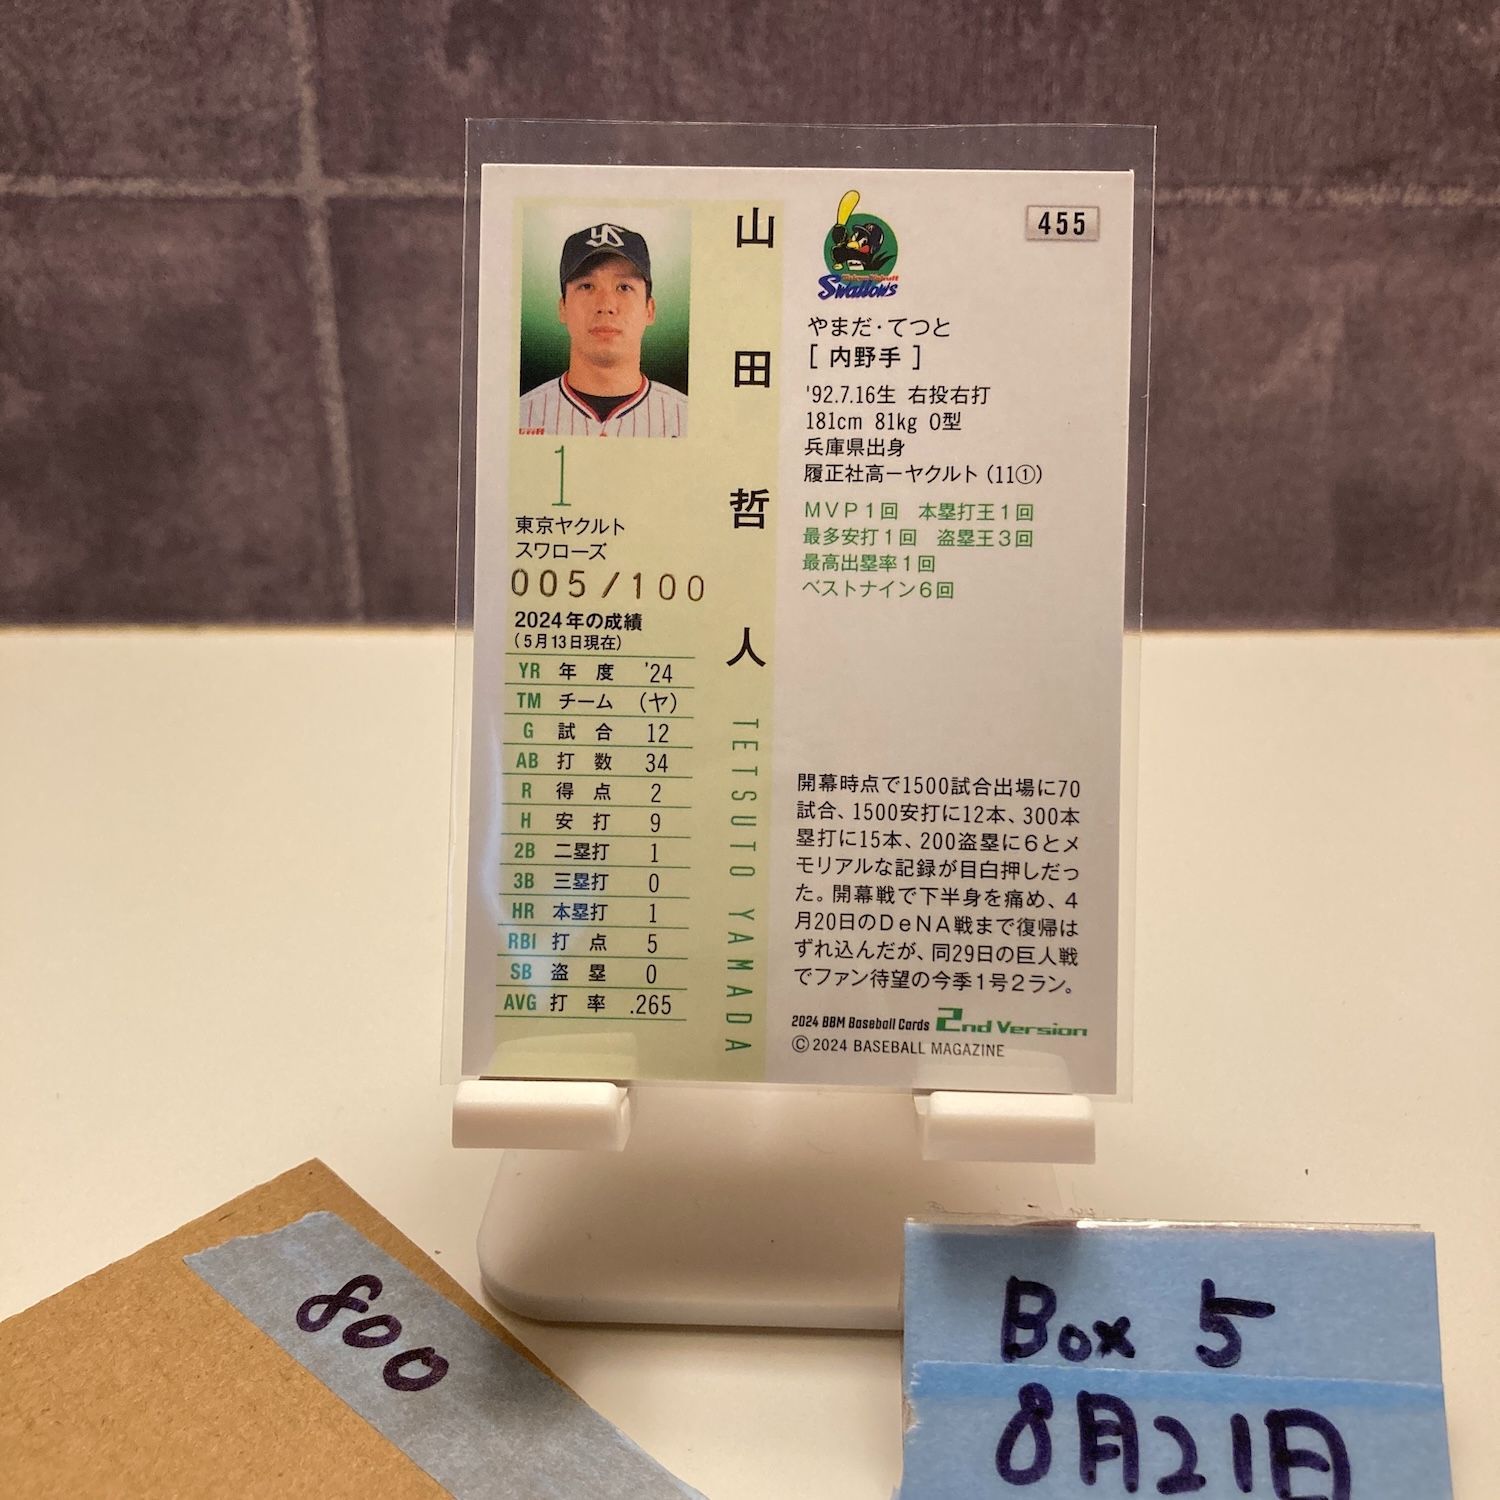 山田哲人
TETSUTO YAMADA
1
東京ヤクルト
スワローズ
005/100
2024年の成績
(5月13日現在)
YR 年度 '24
TM チーム (ヤ)
G 試合 12
AB 打数 34
R 得点 2
H 安打 9
2B 二塁打 1
3B 三塁打 0
HR 本塁打 1
RBI 打点 5
SB 盗塁 0
AVG 打率 .265
Swallows
455
やまだ・てつと
[ 内野手 ]
'92.7.16生 右投右打
181cm 81kg O型
兵庫県出身
履正社高ーヤクルト (11①)
MVP1回 本塁打王1回
最多安打1回 盗塁王3回
最高出塁率1回
ベストナイン6回
開幕時点で1500試合出場に70
試合、1500安打に12本、300本
塁打に15本、200盗塁に6とメ
モリアルな記録が目白押しだっ
た。開幕戦で下半身を痛め、4
月20日のDeNA戦まで復帰は
ずれ込んだが、同29日の巨人戦
でファン待望の今季1号2ラン。
2024 BBM Baseball Cards 2nd Version
©2024 BASEBALL MAGAZINE
800
Box 5
8月21日